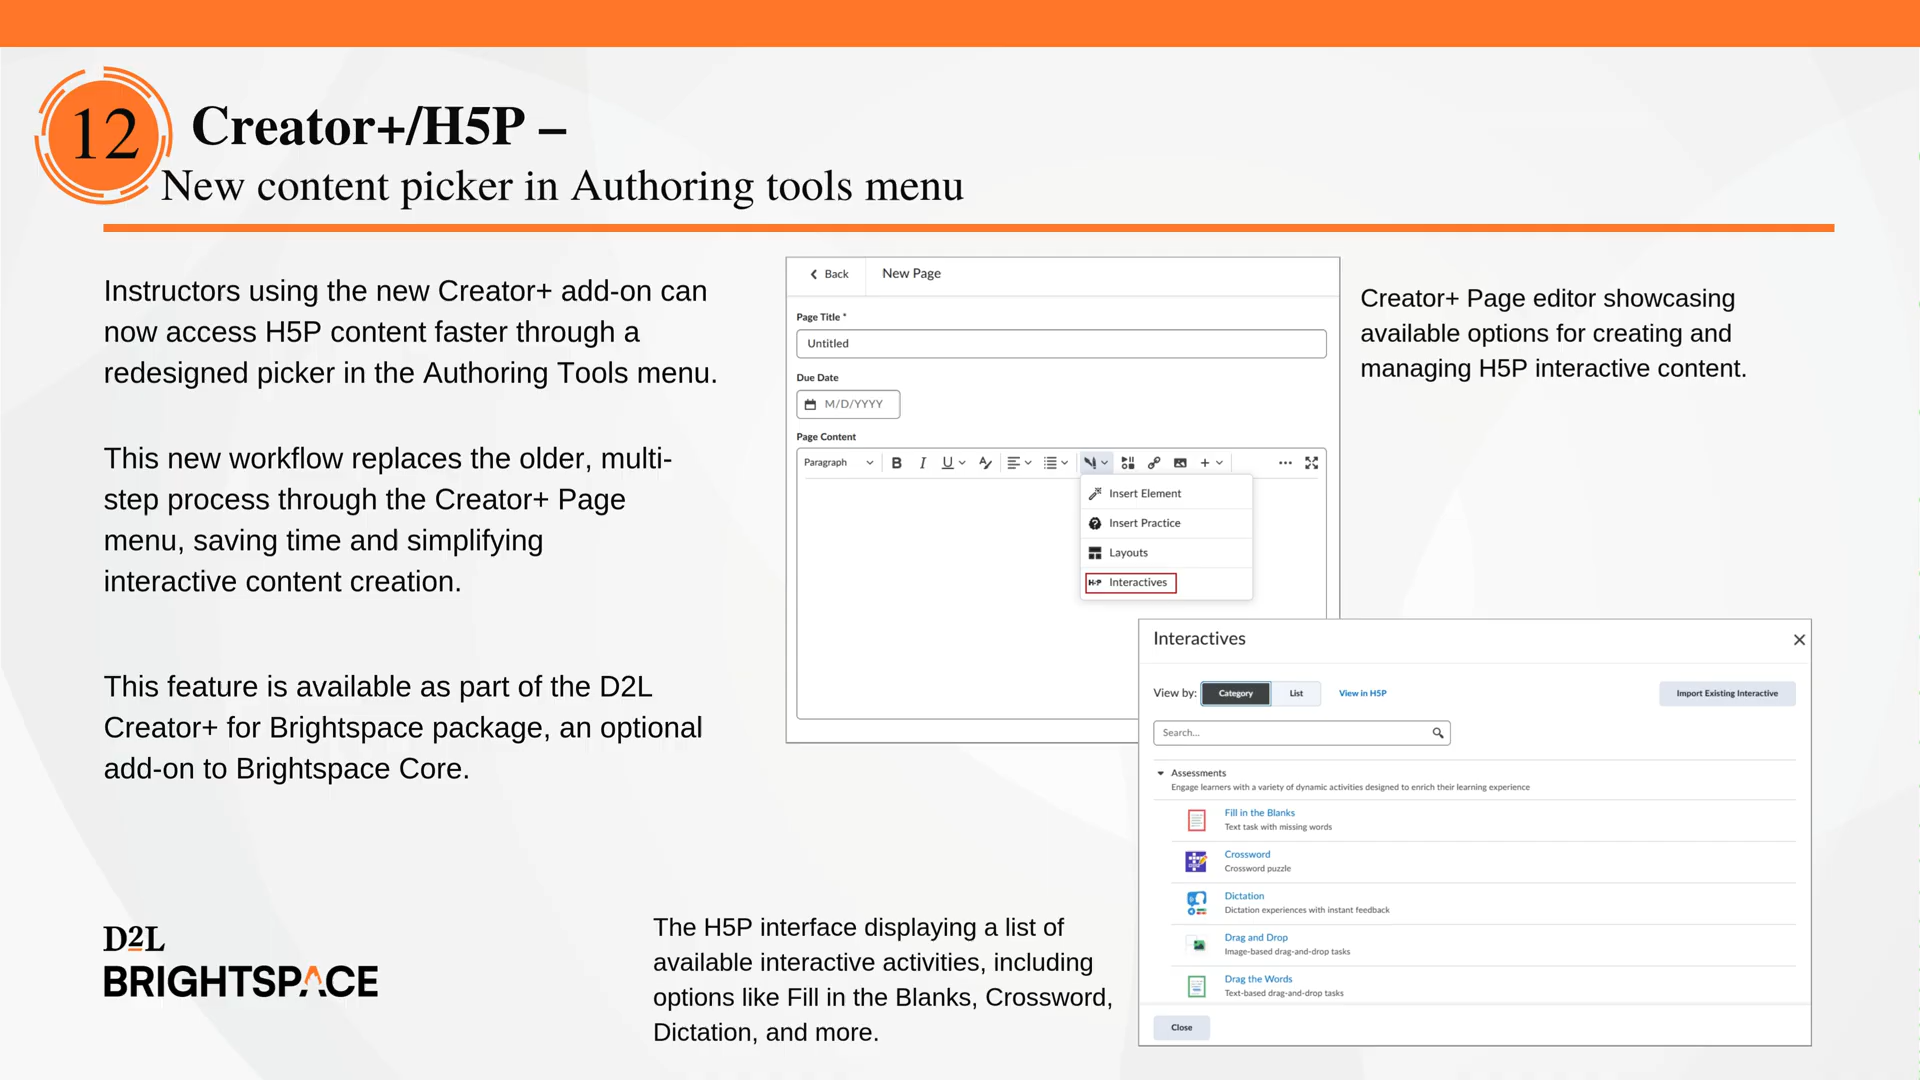 12
Creator+/H5P –
New content picker in Authoring tools menu
Instructors using the new Creator+ add-on can
now access H5P content faster through a
redesigned picker in the Authoring Tools menu.
This new workflow replaces the older, multi-
step process through the Creator+ Page
menu, saving time and simplifying
interactive content creation.
This feature is available as part of the D2L
Creator+ for Brightspace package, an optional
add-on to Brightspace Core.
D2L
BRIGHTSPACE
Back New Page
Page Title *
Untitled
Due Date
M/D/YYYY
Page Content
Paragraph B I U
Insert Element
Insert Practice
Layouts
H-P Interactives
Creator+ Page editor showcasing
available options for creating and
managing H5P interactive content.
The H5P interface displaying a list of
available interactive activities, including
options like Fill in the Blanks, Crossword,
Dictation, and more.
Interactives
View by: Category List View in H5P Import Existing Interactive
Search...
Assessments
Engage learners with a variety of dynamic activities designed to enrich their learning experience
Fill in the Blanks
Text task with missing words
Crossword
Crossword puzzle
Dictation
Dictation experiences with instant feedback
Drag and Drop
Image-based drag-and-drop tasks
Drag the Words
Text-based drag-and-drop tasks
Close